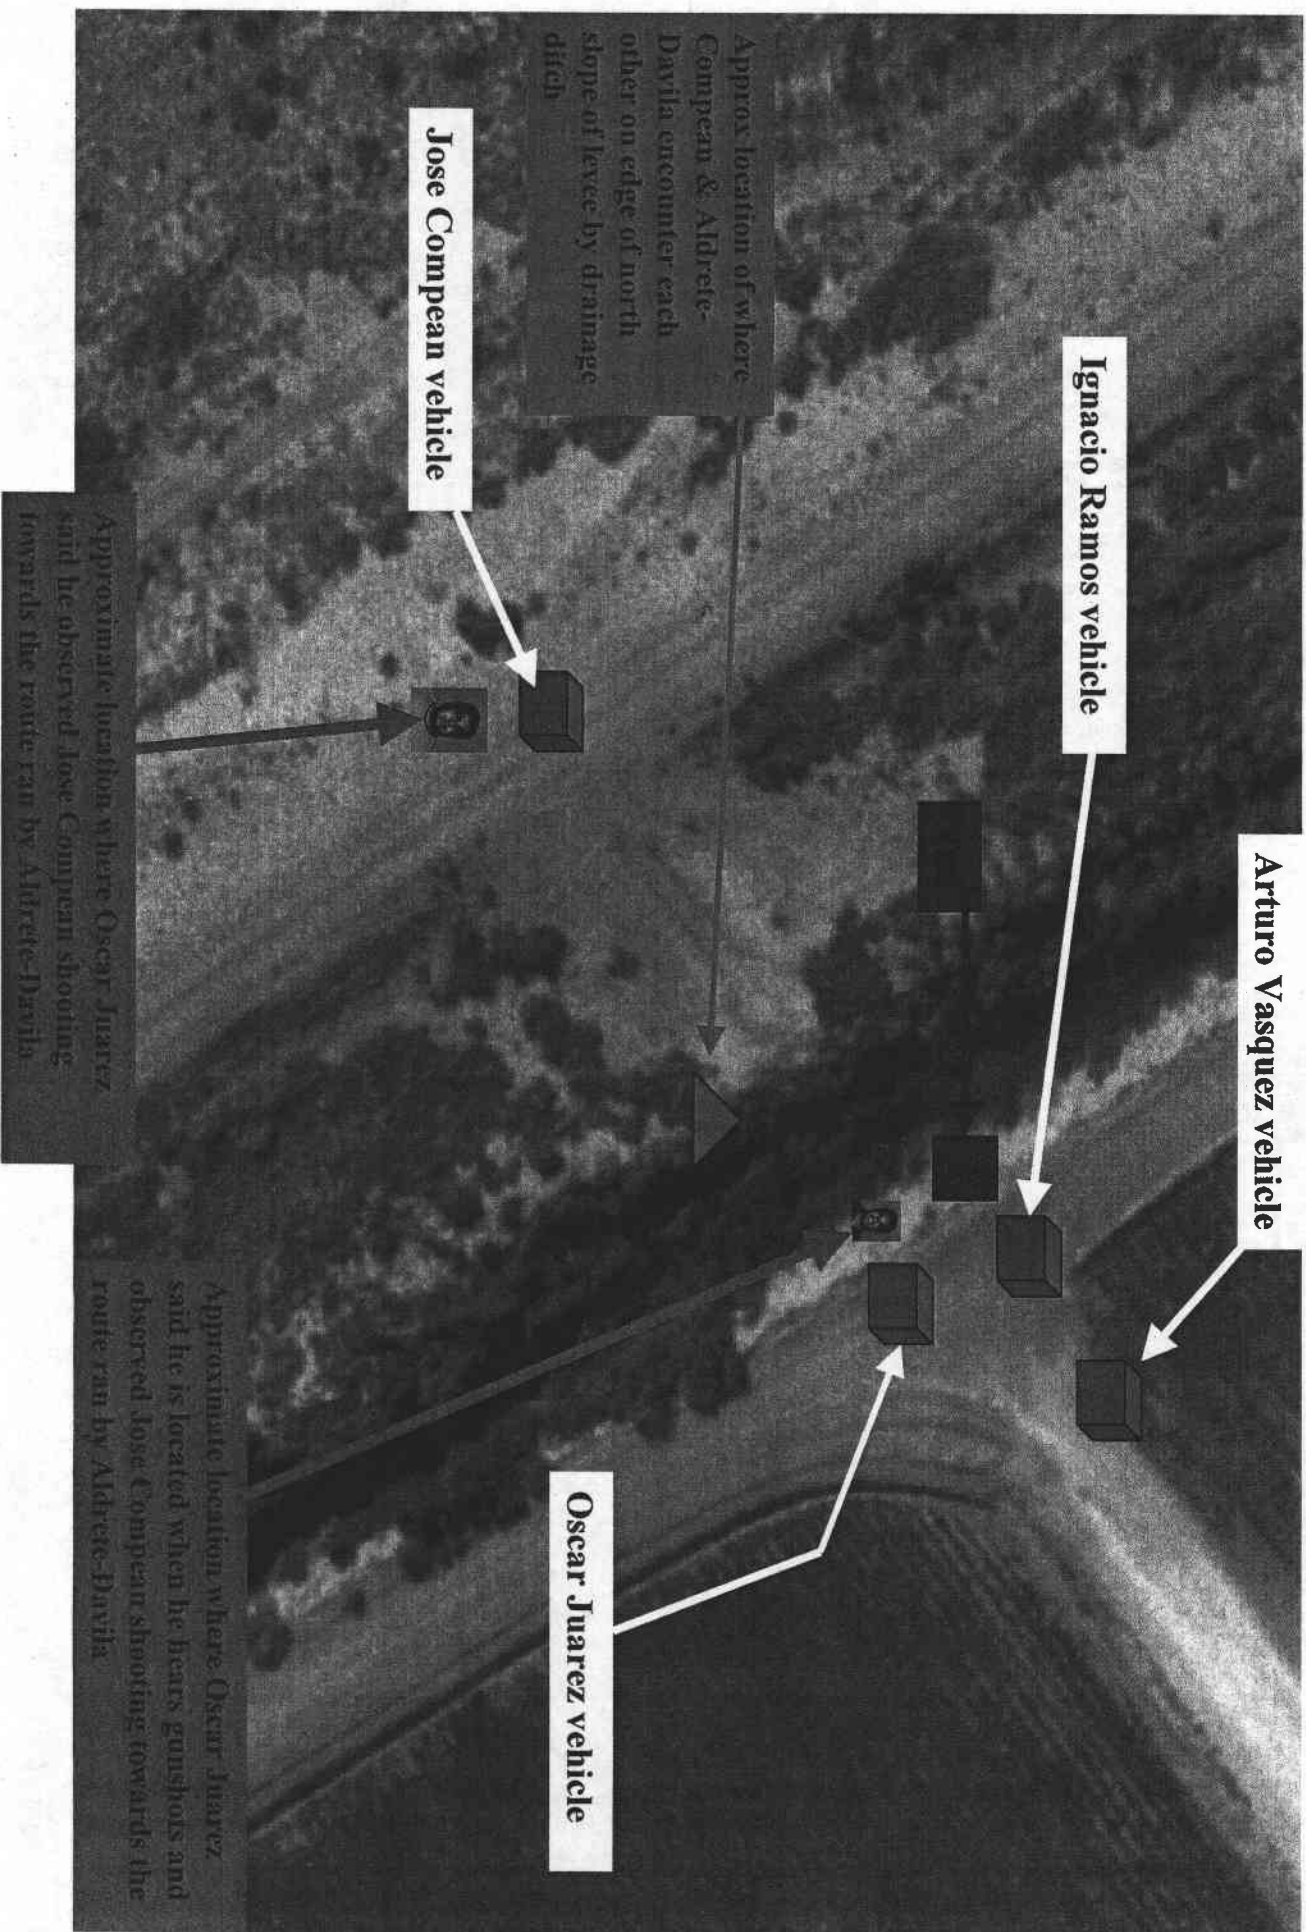 Arturo Vasquez vehicle
Ignacio Ramos vehicle
Approx location of where
Compean & Aldrete-
Davila encounter each
other on edge of north
slope of levee by drainage
ditch
Oscar Juarez vehicle
Jose Compean vehicle
Approximate location where Oscar Juarez
said he is located when he hears gunshots and
observed Jose Compean shooting towards the
route ran by Aldrete-Davila
Approximate location where Oscar Juarez
said he observed Jose Compean shooting
towards the route ran by Aldrete-Davila